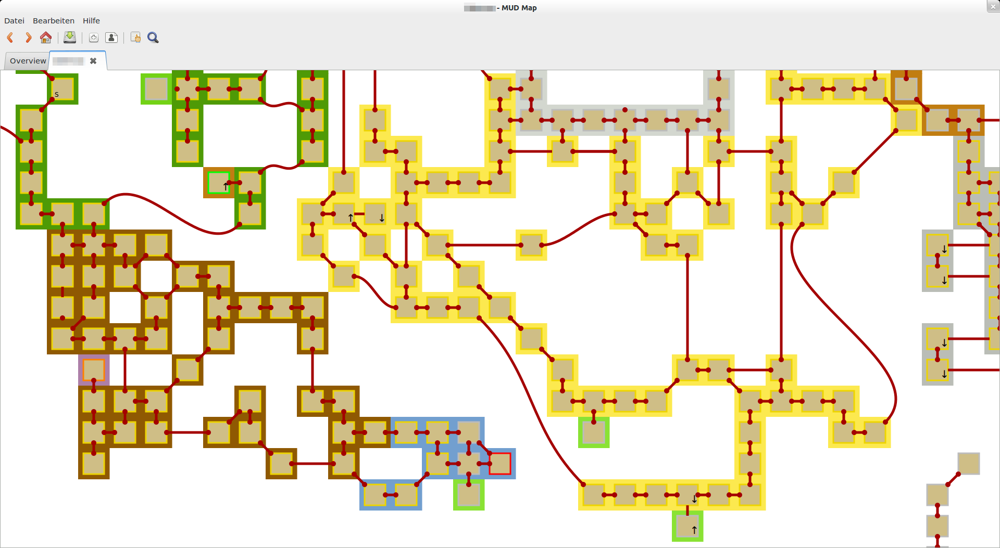 - MUD Map
Datei Bearbeiten Hilfe
Overview
S
↑
↑ ↓
↓
↓
↓
↓
↓
↑